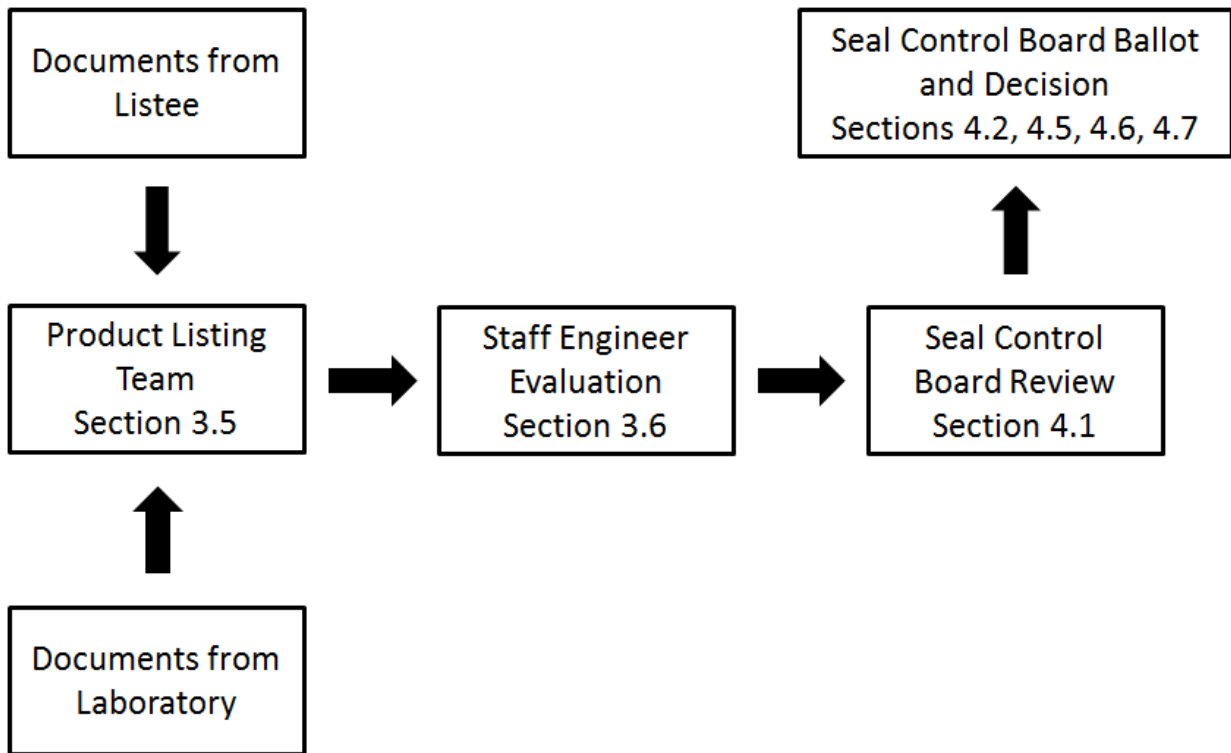 Documents from
Listee
Seal Control Board Ballot
and Decision
Sections 4.2, 4.5, 4.6, 4.7
Product Listing
Team
Section 3.5
Staff Engineer
Evaluation
Section 3.6
Seal Control
Board Review
Section 4.1
Documents from
Laboratory